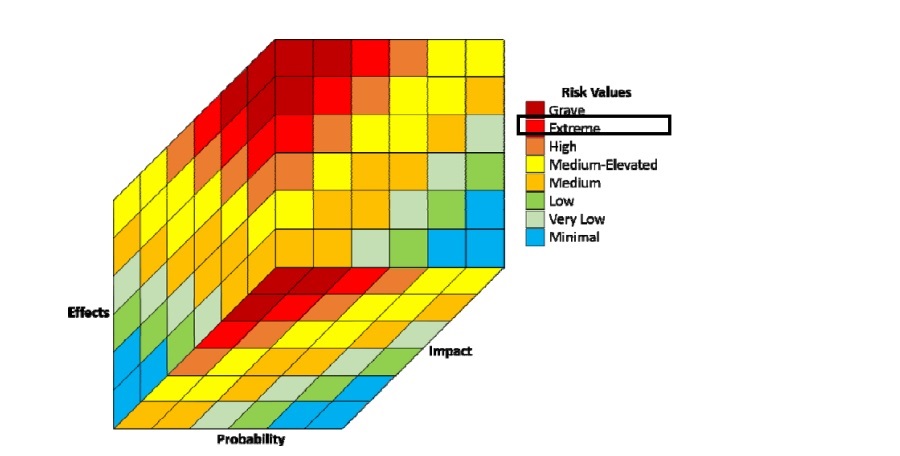 Risk Values
Grave
Extreme
High
Medium-Elevated
Medium
Low
Very Low
Minimal
Effects
Impact
Probability